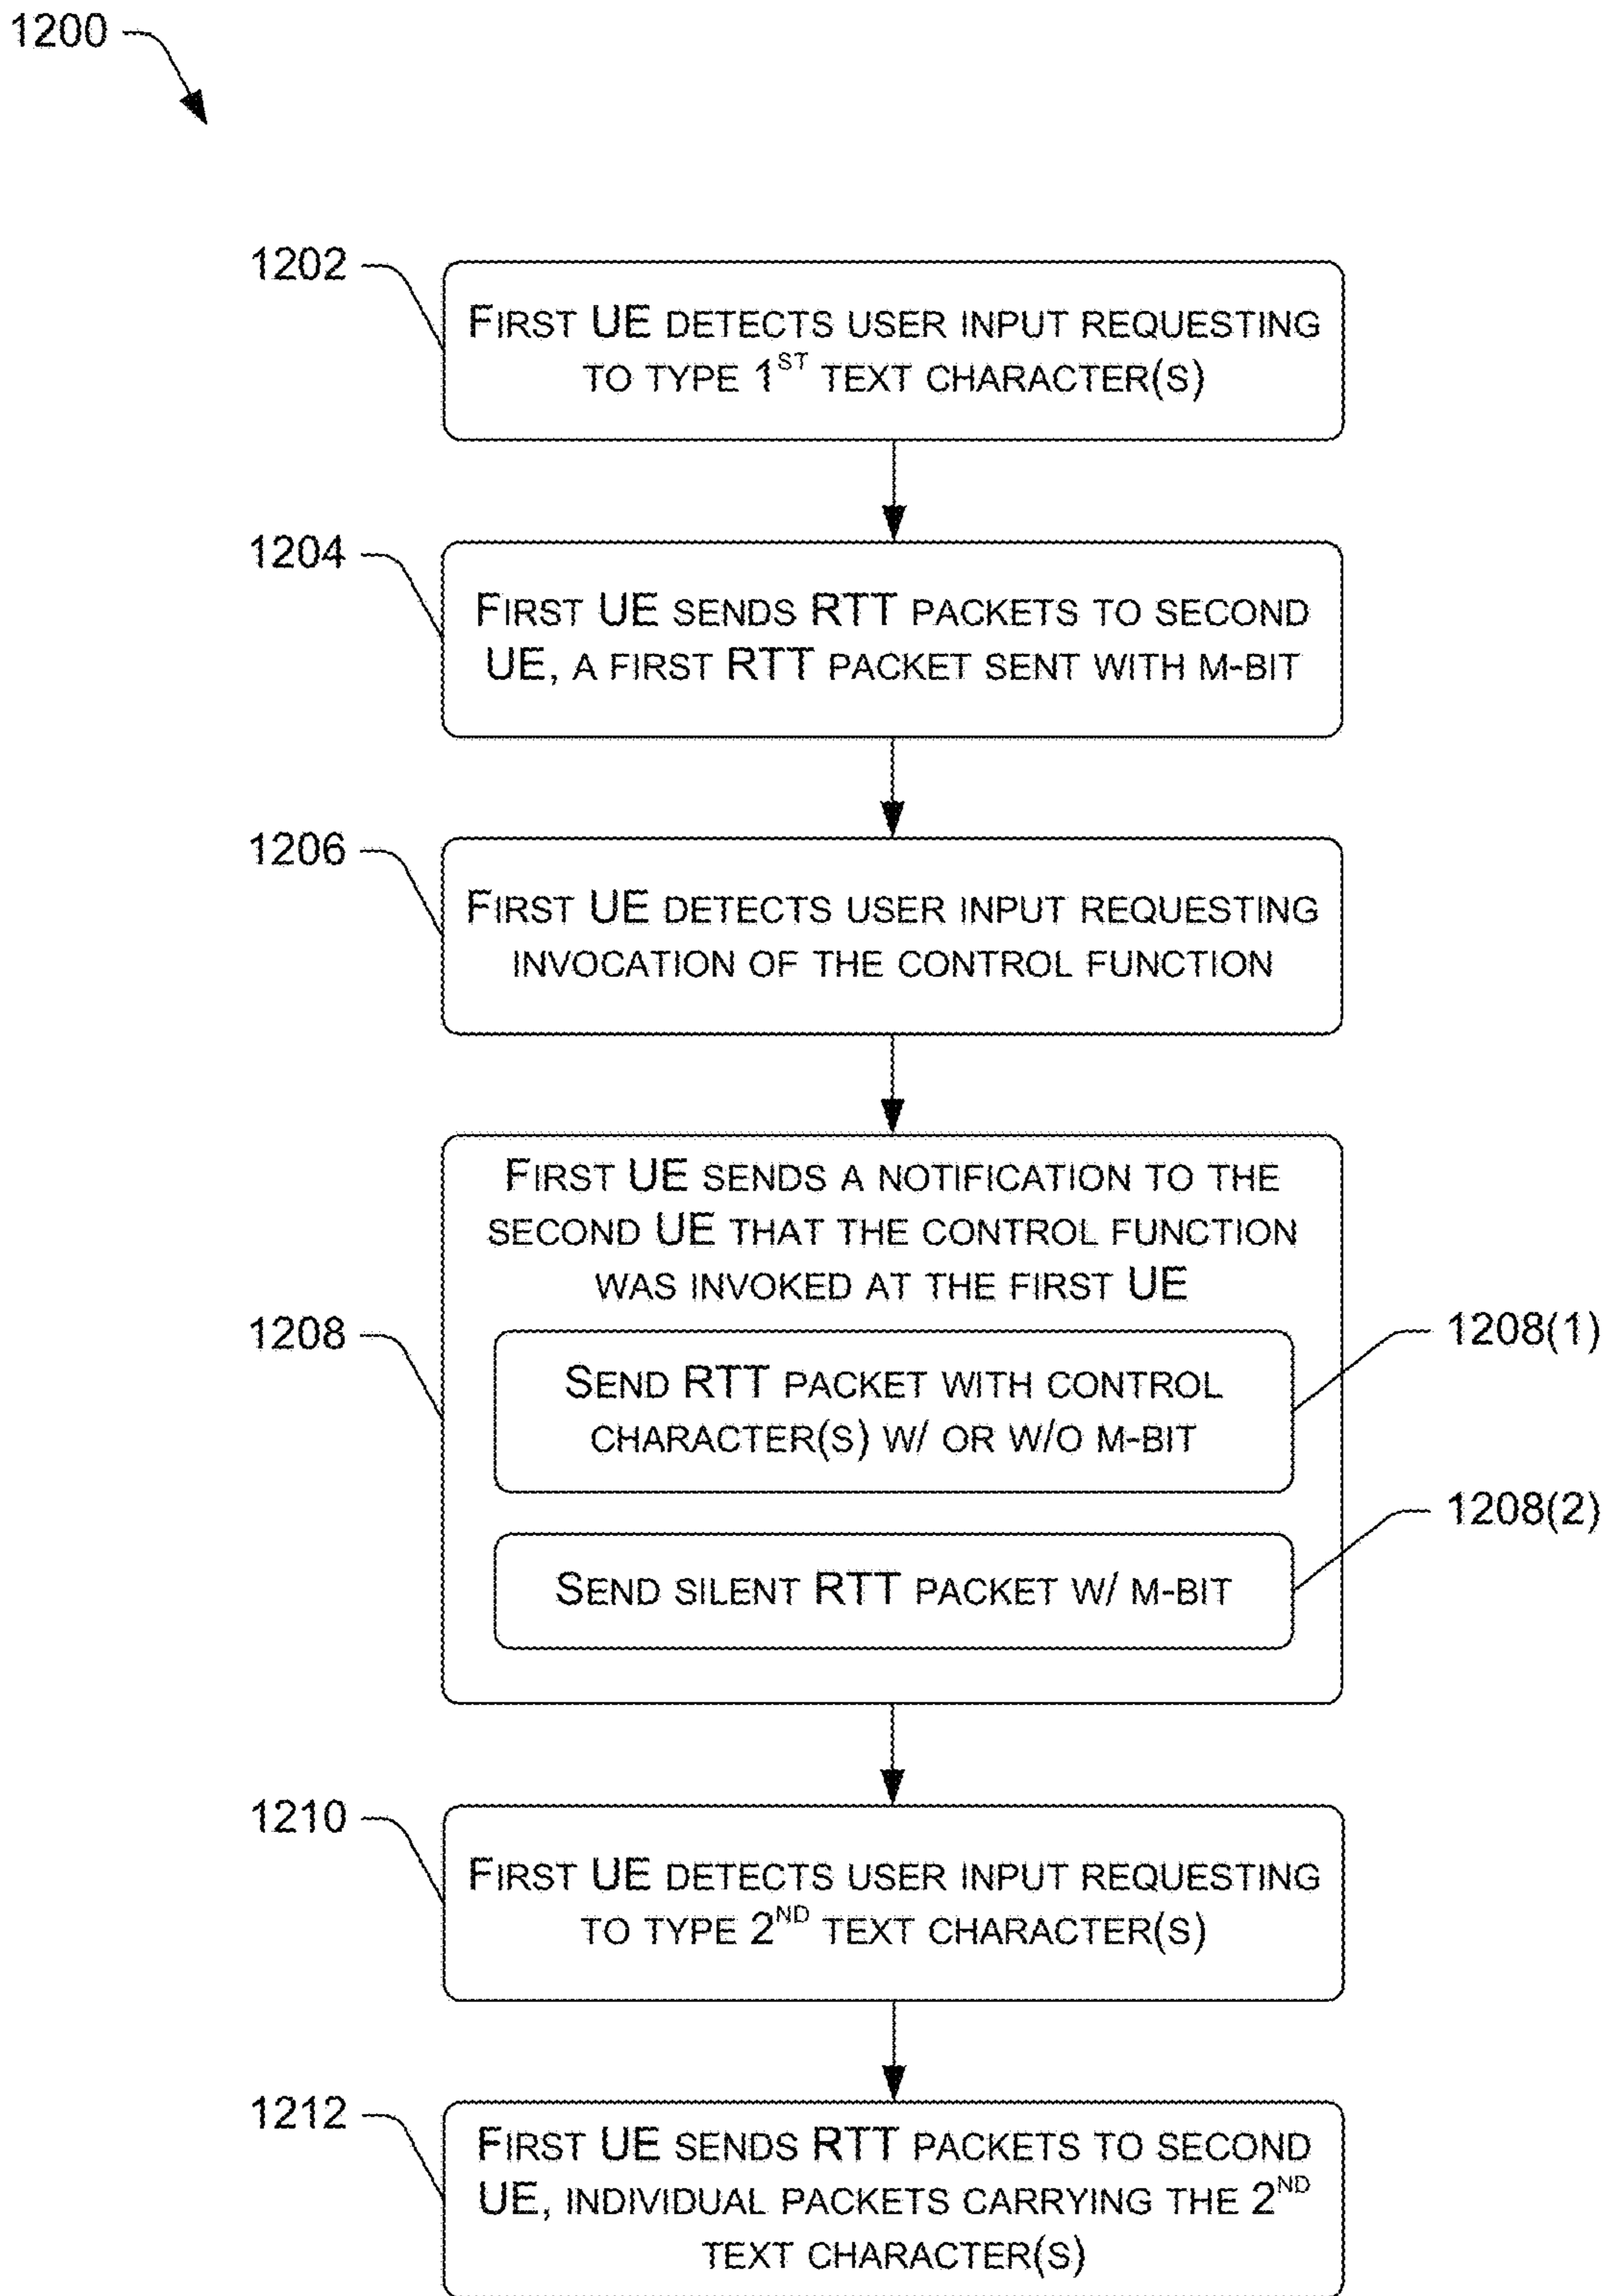 1200
1202
FIRST UE DETECTS USER INPUT REQUESTING
TO TYPE 1ST TEXT CHARACTER(S)
1204
FIRST UE SENDS RTT PACKETS TO SECOND
UE, A FIRST RTT PACKET SENT WITH M-BIT
1206
FIRST UE DETECTS USER INPUT REQUESTING
INVOCATION OF THE CONTROL FUNCTION
1208
FIRST UE SENDS A NOTIFICATION TO THE
SECOND UE THAT THE CONTROL FUNCTION
WAS INVOKED AT THE FIRST UE
1208(1)
SEND RTT PACKET WITH CONTROL
CHARACTER(S) W/ OR W/O M-BIT
1208(2)
SEND SILENT RTT PACKET W/ M-BIT
1210
FIRST UE DETECTS USER INPUT REQUESTING
TO TYPE 2ND TEXT CHARACTER(S)
1212
FIRST UE SENDS RTT PACKETS TO SECOND
UE, INDIVIDUAL PACKETS CARRYING THE 2ND
TEXT CHARACTER(S)